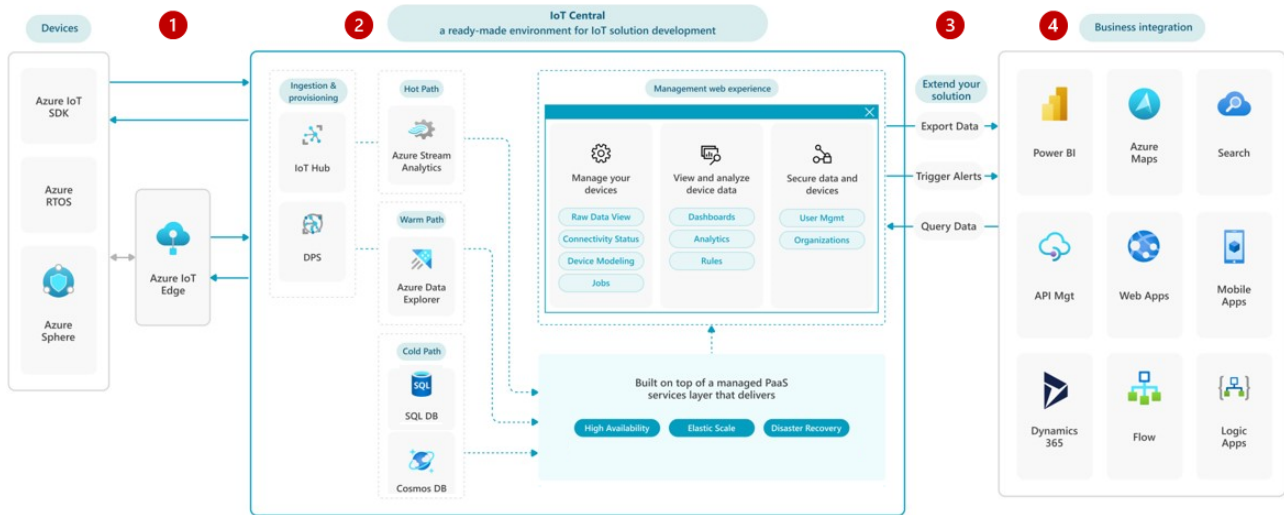 Devices
1
Azure IoT
SDK
Azure
RTOS
Azure
Sphere
Azure IoT
Edge
2
IoT Central
a ready-made environment for IoT solution development
Ingestion &
provisioning
IoT Hub
DPS
Hot Path
Azure Stream
Analytics
Warm Path
Azure Data
Explorer
Cold Path
SQL
SQL DB
Cosmos DB
Management web experience
Manage your
devices
Raw Data View
Connectivity Status
Device Modeling
Jobs
View and analyze
device data
Dashboards
Analytics
Rules
Secure data and
devices
User Mgmt
Organizations
Built on top of a managed PaaS
services layer that delivers
High Availability
Elastic Scale
Disaster Recovery
3
Extend your
solution
Export Data
Trigger Alerts
Query Data
4
Business integration
Power BI
Azure
Maps
Search
API Mgt
Web Apps
Mobile
Apps
Dynamics
365
Flow
Logic
Apps